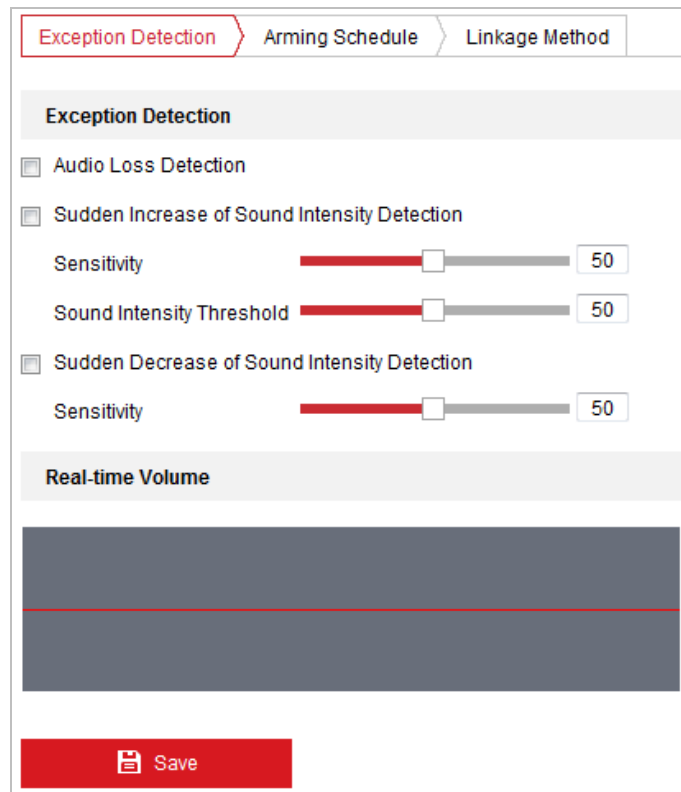 Exception Detection Arming Schedule Linkage Method
Exception Detection
Audio Loss Detection
Sudden Increase of Sound Intensity Detection
Sensitivity 50
Sound Intensity Threshold 50
Sudden Decrease of Sound Intensity Detection
Sensitivity 50
Real-time Volume
Save